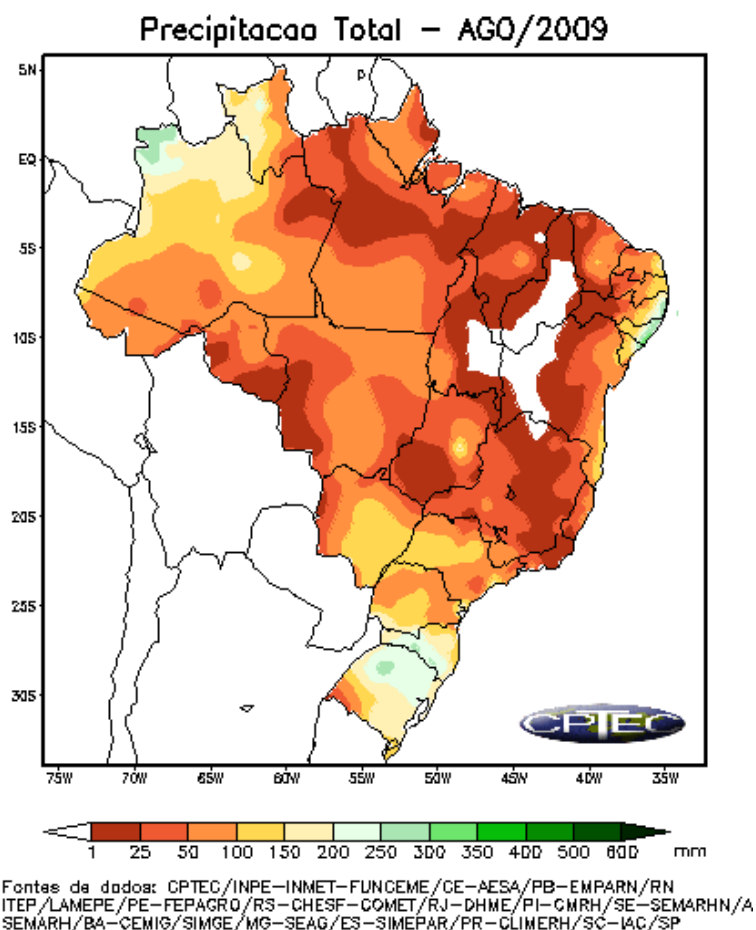 Precipitacao Total – AGO/2009
5N
EQ
5S
10S
15S
20S
25S
30S
75W 70W 65W 60W 55W 50W 45W 40W 35W
CPTEC
1 25 50 100 150 200 250 300 350 400 500 600 mm
Fontes de dados: CPTEC/INPE–INMET–FUNCEME/CE–AESA/PB–EMPARN/RN
ITEP/LAMEPE/PE–FEPAGRO/RS–CHESF–COMET/RJ–DHME/PI–CMRH/SE–SEMARHN/A
SEMARH/BA–CEMIG/SIMGE/MG–SEAG/ES–SIMEPAR/PR–CLIMERH/SC–IAC/SP